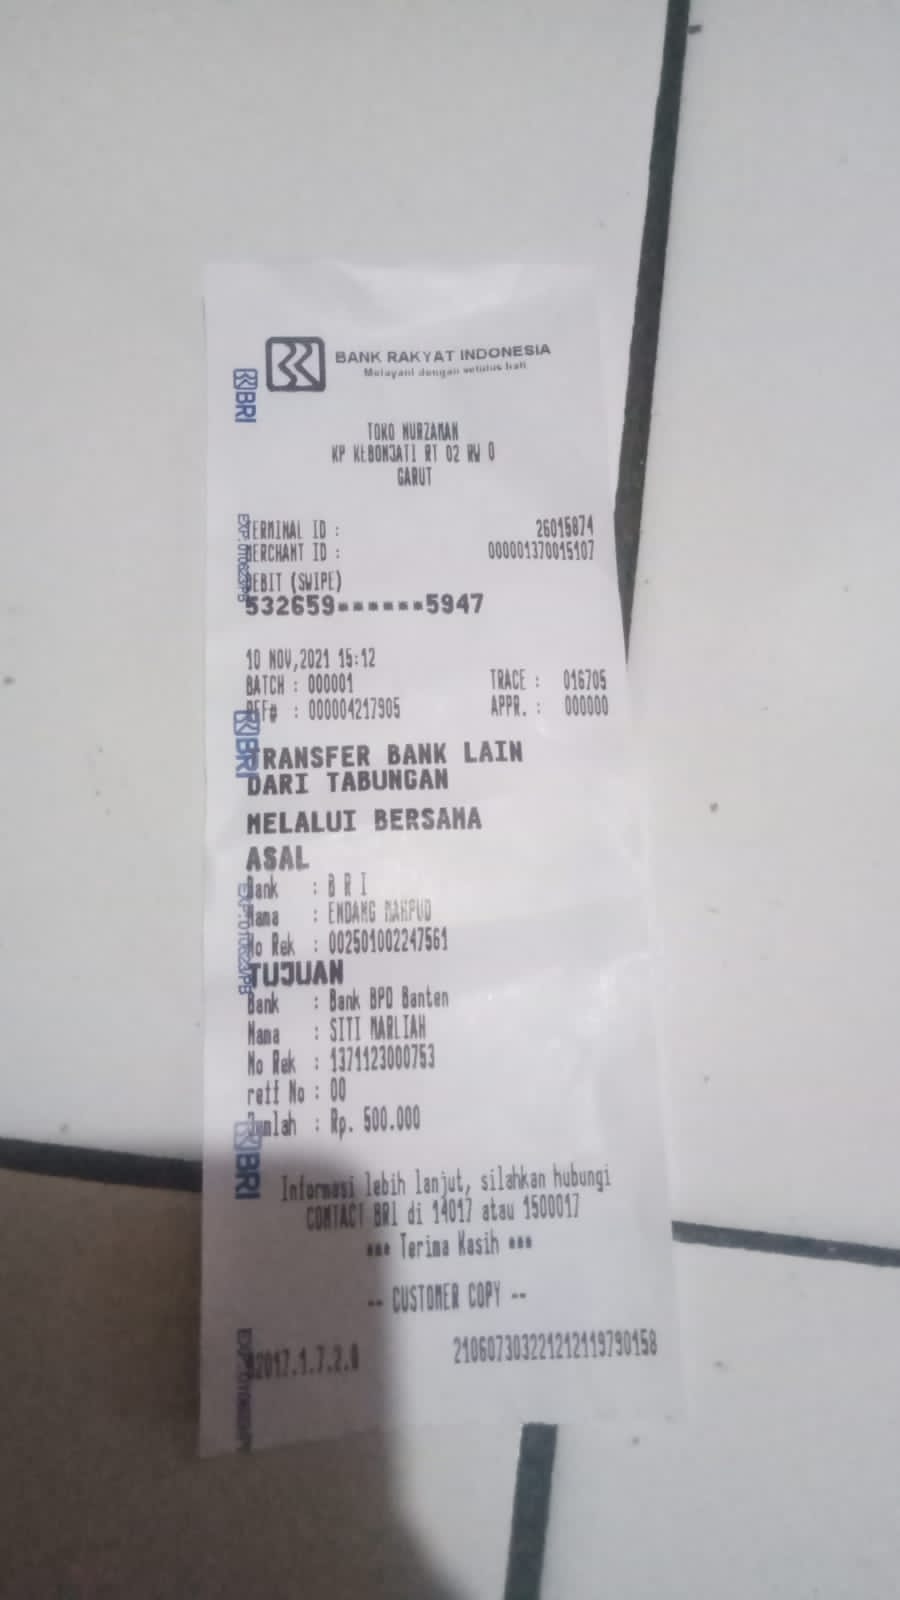 BANK RAKYAT INDONESIA
Melayani dengan setulus hati
BRI
TOKO NURZAMAN
KP KEBONJATI RT 02 RW 0
GARUT
TERMINAL ID : 26015874
MERCHANT ID : 000001370015107
DEBIT (SWIPE)
532659******5947
10 NOV,2021 15:12
BATCH : 000001 TRACE : 016705
REF# : 000004217905 APPR. : 000000
BRI
TRANSFER BANK LAIN
DARI TABUNGAN
MELALUI BERSAMA
ASAL
Bank : B R I
Nama : ENDANG MAHPUD
No Rek : 002501002247561
TUJUAN
Bank : Bank BPD Banten
Nama : SITI MARLIAH
No Rek : 1371123000753
reff No : 00
Jumlah : Rp. 500.000
BRI
Informasi lebih lanjut, silahkan hubungi
CONTACT BRI di 14017 atau 1500017
*** Terima Kasih ***
-- CUSTOMER COPY --
2017.1.7.2.0 210607303221212119790158